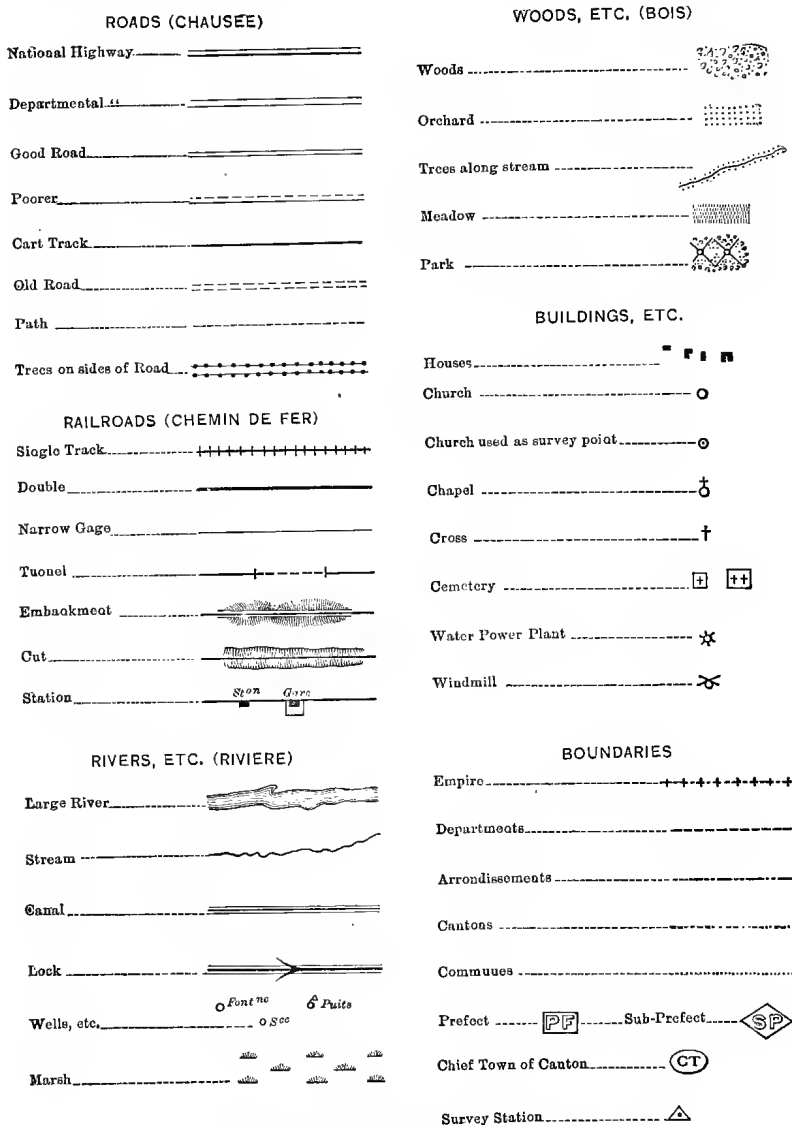 ROADS (CHAUSÉE)
National Highway
Departmental "
Good Road
Poorer
Cart Track
Old Road
Path
Trees on sides of Road
RAILROADS (CHEMIN DE FER)
Single Track
Double
Narrow Gage
Tunnel
Embankment
Cut
Station
Ston Gare
RIVERS, ETC. (RIVIERE)
Large River
Stream
Canal
Lock
Fontne Puits
Wells, etc. Sce
Marsh
WOODS, ETC. (BOIS)
Woods
Orchard
Trees along stream
Meadow
Park
BUILDINGS, ETC.
Houses
Church
Church used as survey point
Chapel
Cross
Cemetery
Water Power Plant
Windmill
BOUNDARIES
Empire
Departments
Arrondissements
Cantons
Communes
Prefect PF Sub-Prefect SP
Chief Town of Canton CT
Survey Station